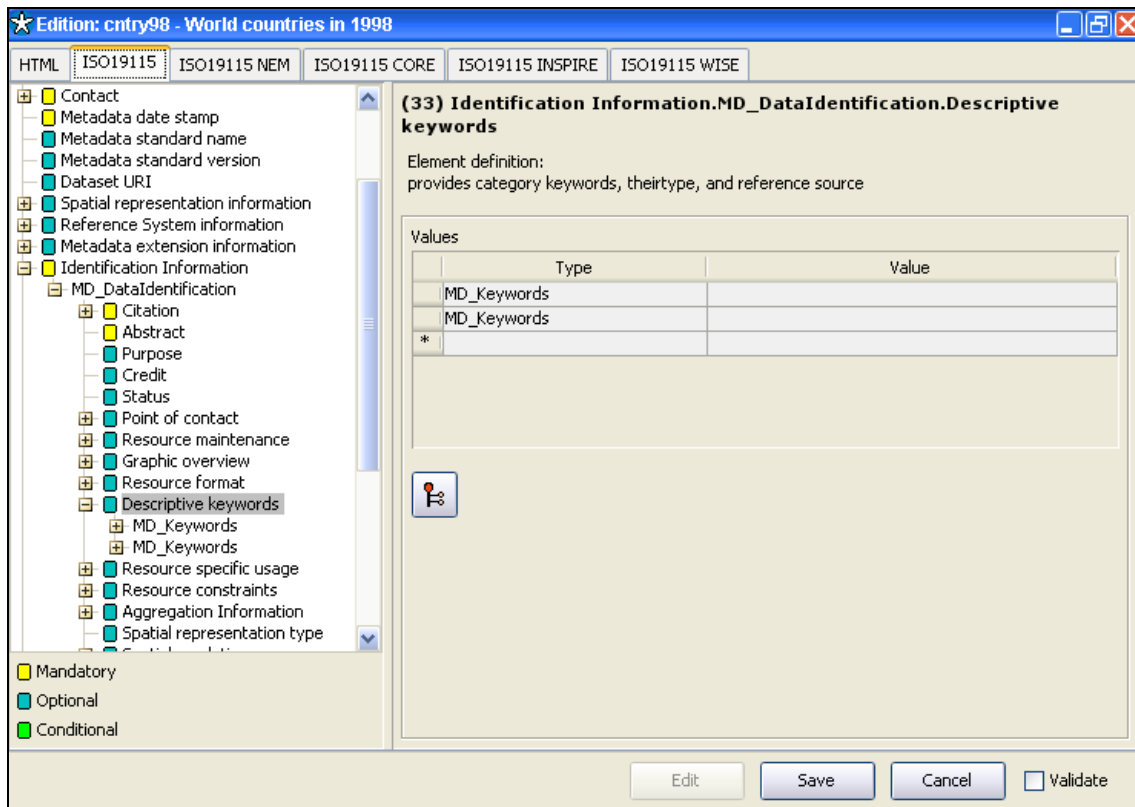 Edition: cntry98 - World countries in 1998
HTML ISO19115 ISO19115 NEM ISO19115 CORE ISO19115 INSPIRE ISO19115 WISE
Contact
Metadata date stamp
Metadata standard name
Metadata standard version
Dataset URI
Spatial representation information
Reference System information
Metadata extension information
Identification Information
MD_DataIdentification
Citation
Abstract
Purpose
Credit
Status
Point of contact
Resource maintenance
Graphic overview
Resource format
Descriptive keywords
MD_Keywords
MD_Keywords
Resource specific usage
Resource constraints
Aggregation Information
Spatial representation type
Mandatory
Optional
Conditional
(33) Identification Information.MD_DataIdentification.Descriptive
keywords
Element definition:
provides category keywords, theirtype, and reference source
Values
Type Value
MD_Keywords
MD_Keywords
*
Edit Save Cancel Validate